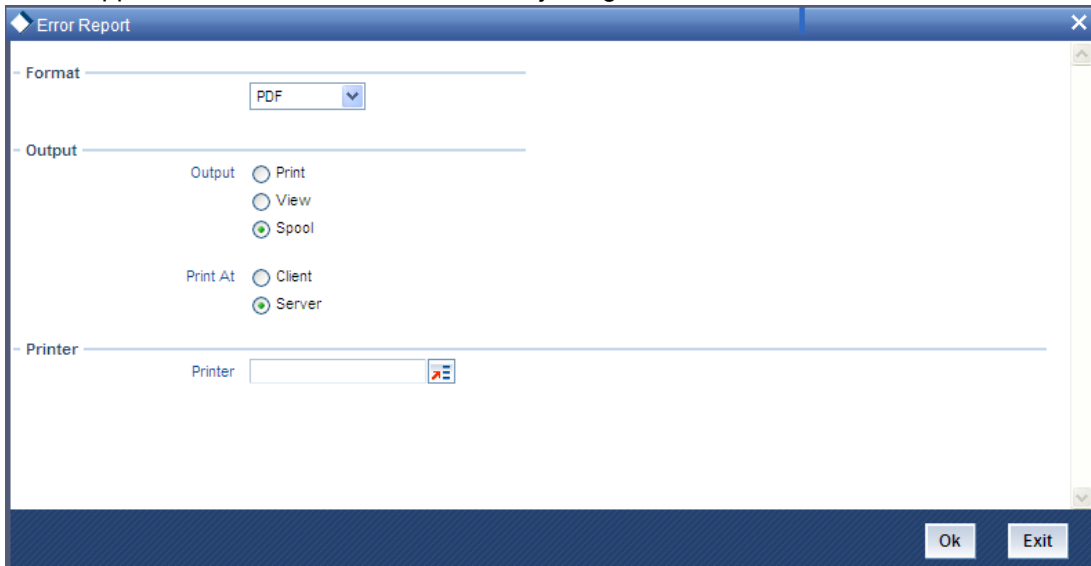 Error Report
Format
PDF
Output
Output Print
View
Spool
Print At Client
Server
Printer
Printer
Ok Exit